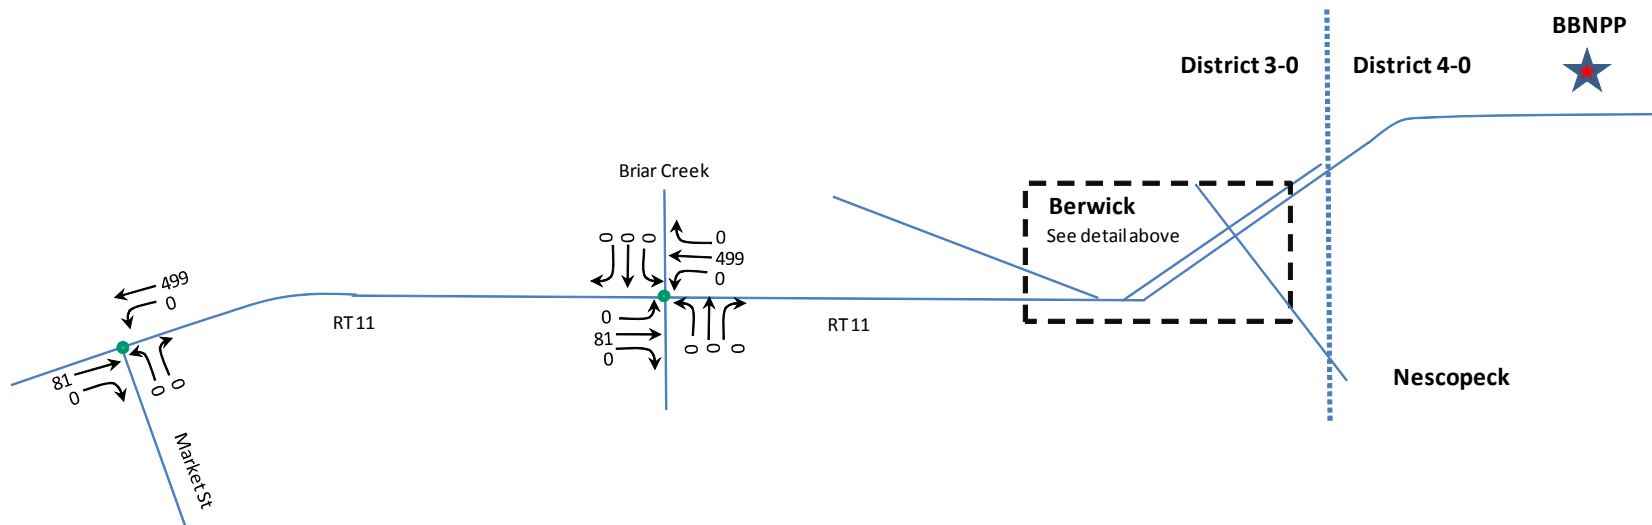 BBNPP
District 3-0
District 4-0
Briar Creek
Berwick
See detail above
0
0
0
0
499
0
499
0
RT 11
0
81
0
0
0
0
RT 11
81
0
0
0
Nescopeck
Market St